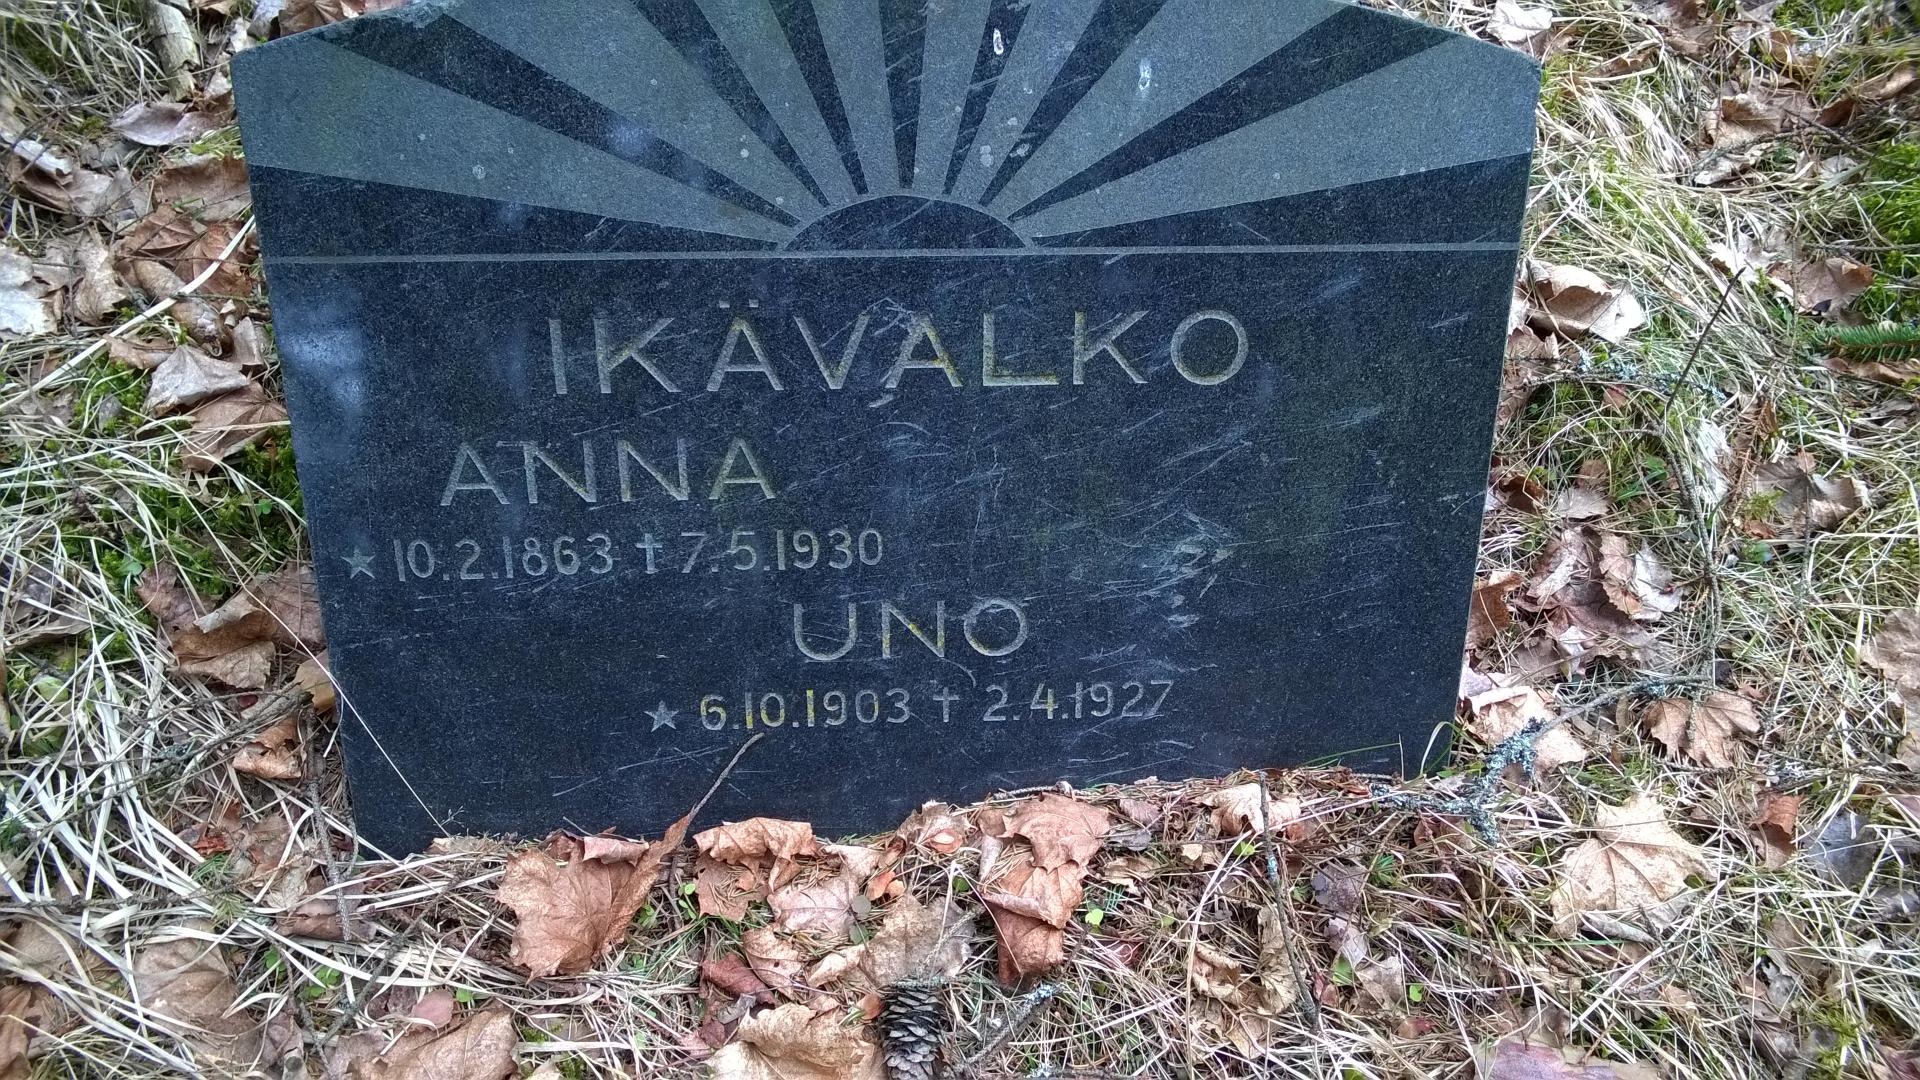 IKÄVALKO
ANNA
★ 10.2.1863 † 7.5.1930
UNO
★ 6.10.1903 † 2.4.1927